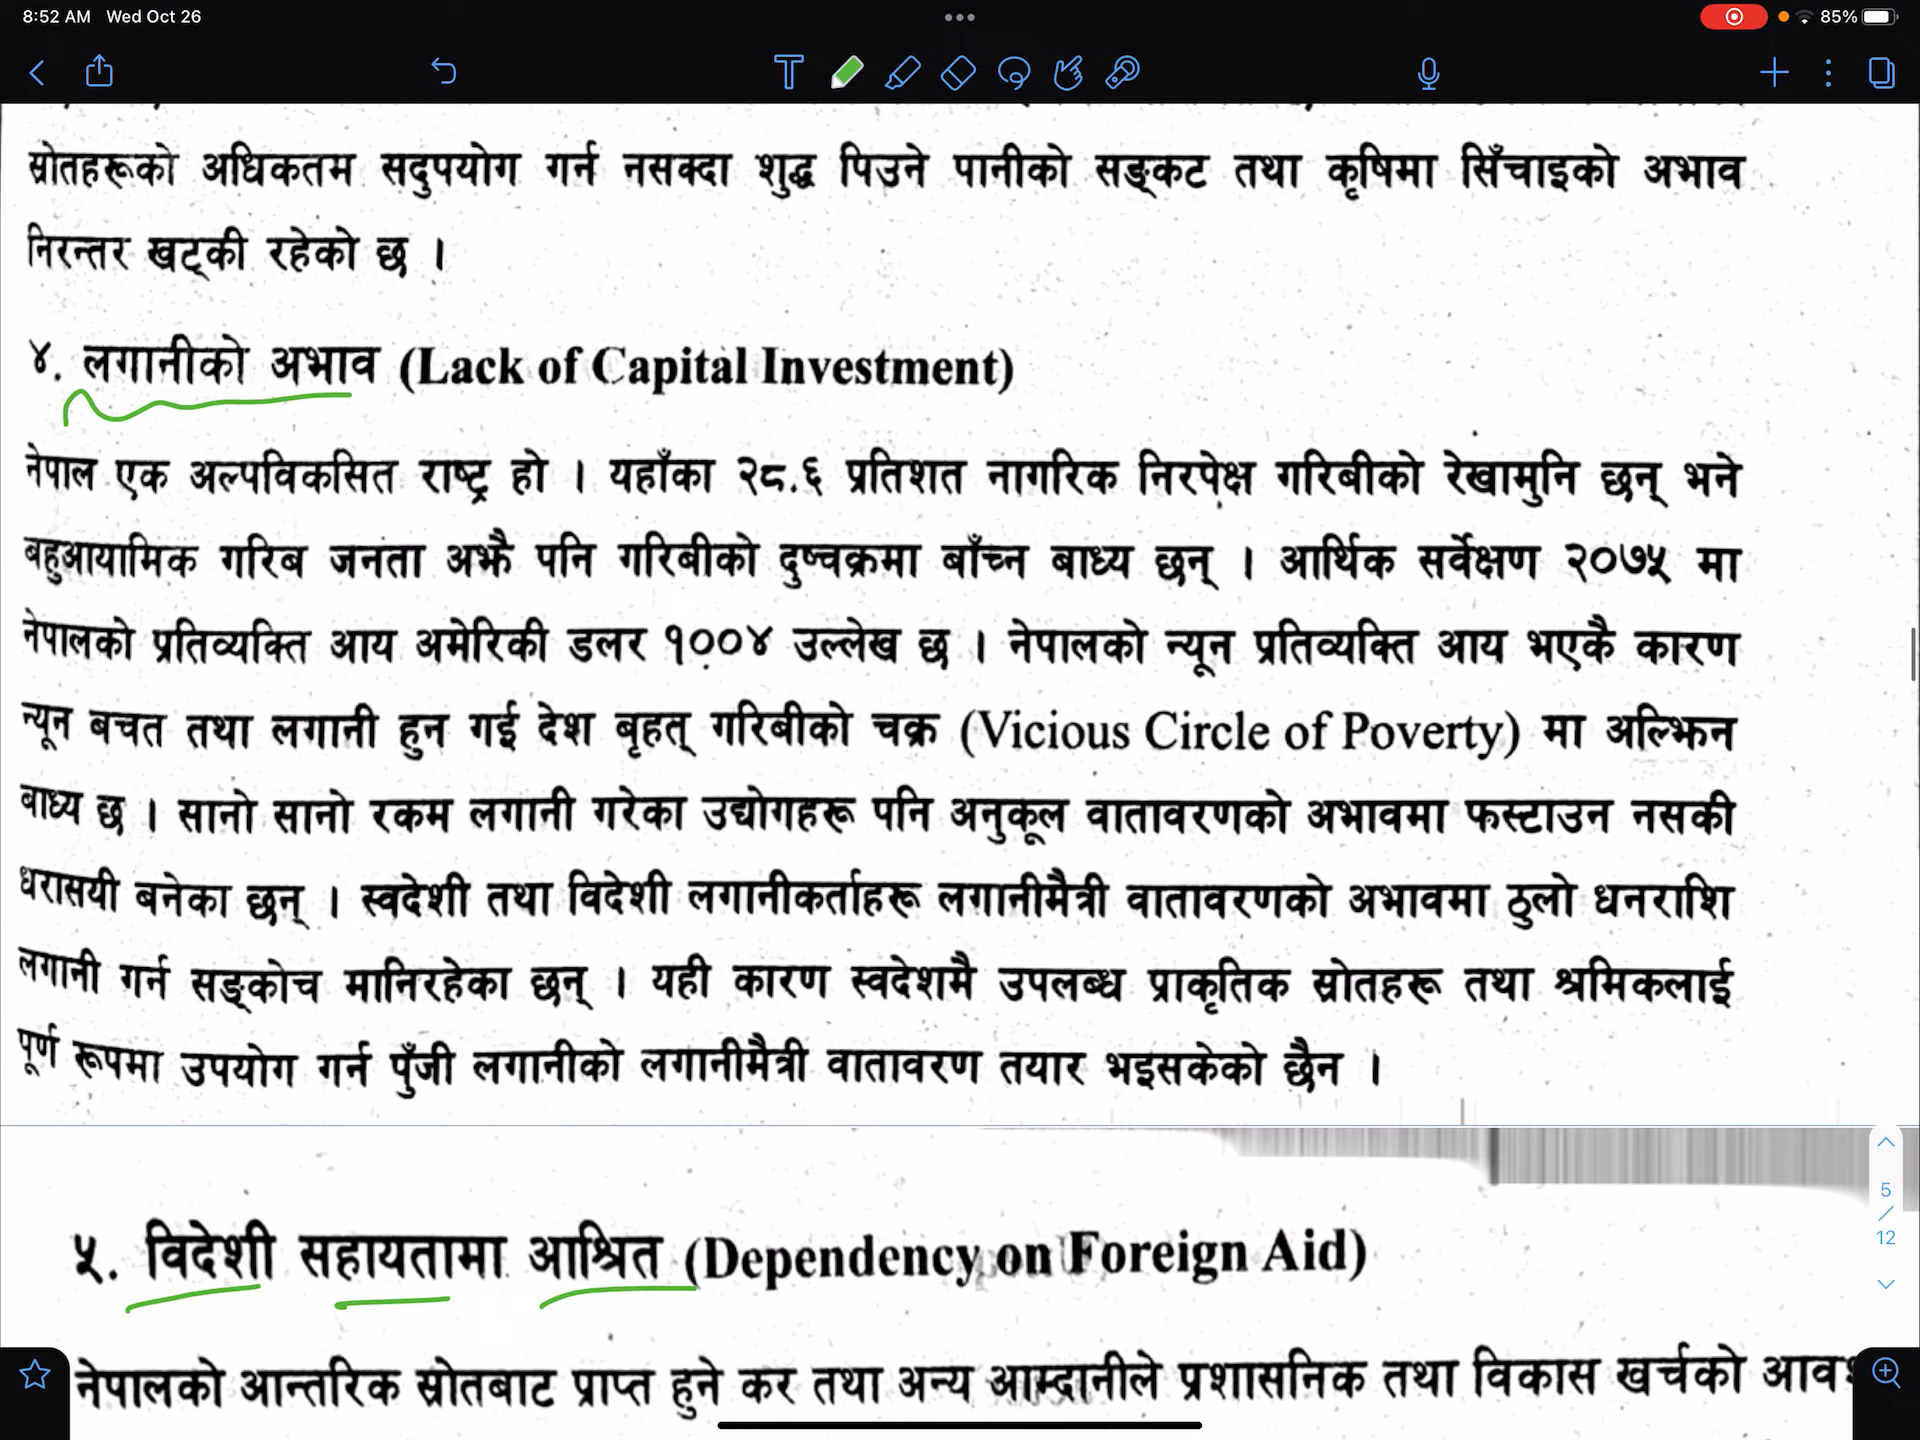 8:52 AM Wed Oct 26
85%
स्रोतहरूको अधिकतम सदुपयोग गर्न नसक्दा शुद्ध पिउने पानीको सङ्कट तथा कृषिमा सिँचाइको अभाव
निरन्तर खट्की रहेको छ ।
४. लगानीको अभाव (Lack of Capital Investment)
नेपाल एक अल्पविकसित राष्ट्र हो । यहाँका २८.६ प्रतिशत नागरिक निरपेक्ष गरिबीको रेखामुनि छन् भने
बहुआयामिक गरिब जनता अझै पनि गरिबीको दुष्चक्रमा बाँच्न बाध्य छन् । आर्थिक सर्वेक्षण २०७५ मा
नेपालको प्रतिव्यक्ति आय अमेरिकी डलर १००४ उल्लेख छ । नेपालको न्यून प्रतिव्यक्ति आय भएकै कारण
न्यून बचत तथा लगानी हुन गई देश बृहत् गरिबीको चक्र (Vicious Circle of Poverty) मा अल्झिन
बाध्य छ । सानो सानो रकम लगानी गरेका उद्योगहरू पनि अनुकूल वातावरणको अभावमा फस्टाउन नसकी
धरासयी बनेका छन् । स्वदेशी तथा विदेशी लगानीकर्ताहरू लगानीमैत्री वातावरणको अभावमा ठुलो धनराशि
लगानी गर्न सङ्कोच मानिरहेका छन् । यही कारण स्वदेशमै उपलब्ध प्राकृतिक स्रोतहरू तथा श्रमिकलाई
पूर्ण रूपमा उपयोग गर्न पुँजी लगानीको लगानीमैत्री वातावरण तयार भइसकेको छैन ।
५. विदेशी सहायतामा आश्रित (Dependency on Foreign Aid)
नेपालको आन्तरिक स्रोतबाट प्राप्त हुने कर तथा अन्य आम्दानीले प्रशासनिक तथा विकास खर्चको
5
/
12